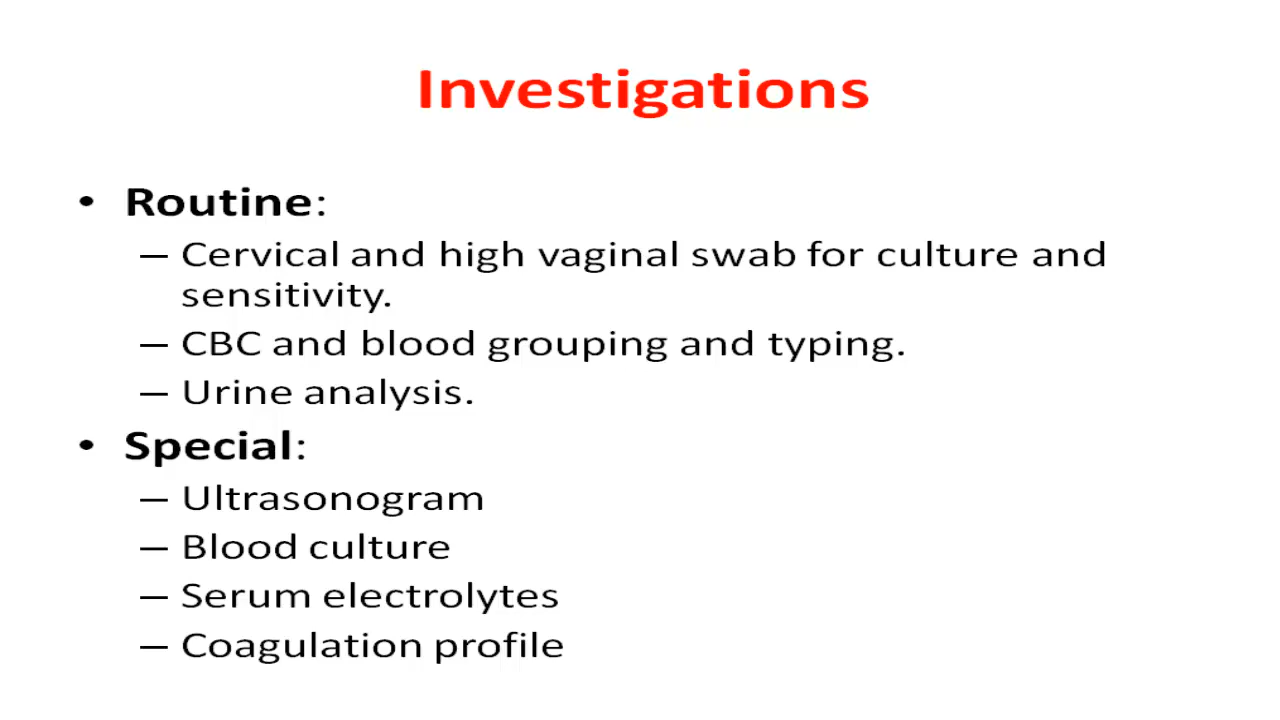 Investigations
• Routine:
– Cervical and high vaginal swab for culture and
sensitivity.
– CBC and blood grouping and typing.
– Urine analysis.
• Special:
– Ultrasonogram
– Blood culture
– Serum electrolytes
– Coagulation profile